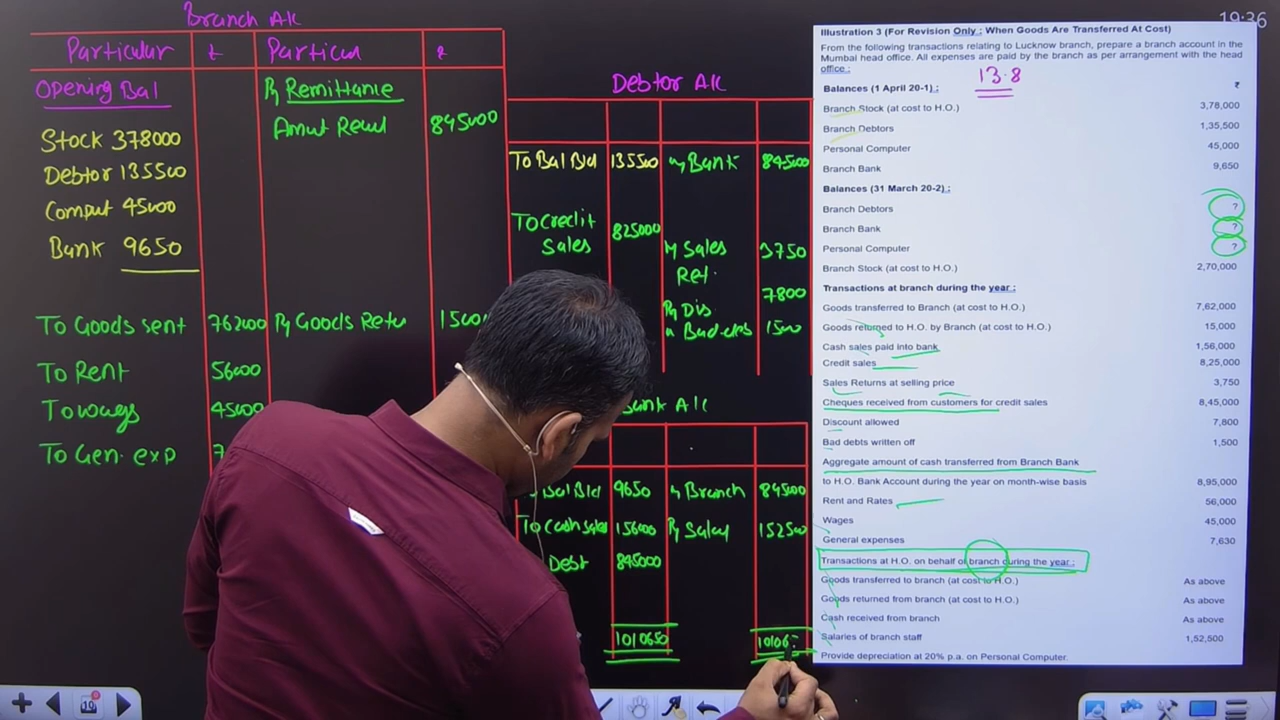 19:36
Branch A/c
Particular ₹ Particul ₹
Opening Bal
By Remittance
Amut Recd 895000
Stock 378000
Debtor 135500
Comput 45000
Bank 9650
To Goods sent 762000 By Goods Retu
To Rent 56000
To wages 45000
To Gen. exp
Debtor A/c
To Bal B/d 135500 By Bank 845000
To credit Sales 825000
By Sales Ret. 3750
By Dis 7800
" Bad debts 1500
Bank A/c
To Bal B/d 9650 By Branch 895000
To Cash sales 156000 By Salary 152500
Debt 845000
1010650
Illustration 3 (For Revision Only : When Goods Are Transferred At Cost)
From the following transactions relating to Lucknow branch, prepare a branch account in the
Mumbai head office. All expenses are paid by the branch as per arrangement with the head
office :
13.8
Balances (1 April 20-1) : ₹
Branch Stock (at cost to H.O.) 3,78,000
Branch Debtors 1,35,500
Personal Computer 45,000
Branch Bank 9,650
Balances (31 March 20-2) :
Branch Debtors ?
Branch Bank ?
Personal Computer ?
Branch Stock (at cost to H.O.) 2,70,000
Transactions at branch during the year :
Goods transferred to Branch (at cost to H.O.) 7,62,000
Goods returned to H.O. by Branch (at cost to H.O.) 15,000
Cash sales paid into bank 1,56,000
Credit sales 8,25,000
Sales Returns at selling price 3,750
Cheques received from customers for credit sales 8,45,000
Discount allowed 7,800
Bad debts written off 1,500
Aggregate amount of cash transferred from Branch Bank
to H.O. Bank Account during the year on month-wise basis 8,95,000
Rent and Rates 56,000
Wages 45,000
General expenses 7,630
Transactions at H.O. on behalf of branch during the year :
Goods transferred to branch (at cost to H.O.) As above
Goods returned from branch (at cost to H.O.) As above
Cash received from branch As above
Salaries of branch staff 1,52,500
Provide depreciation at 20% p.a. on Personal Computer.